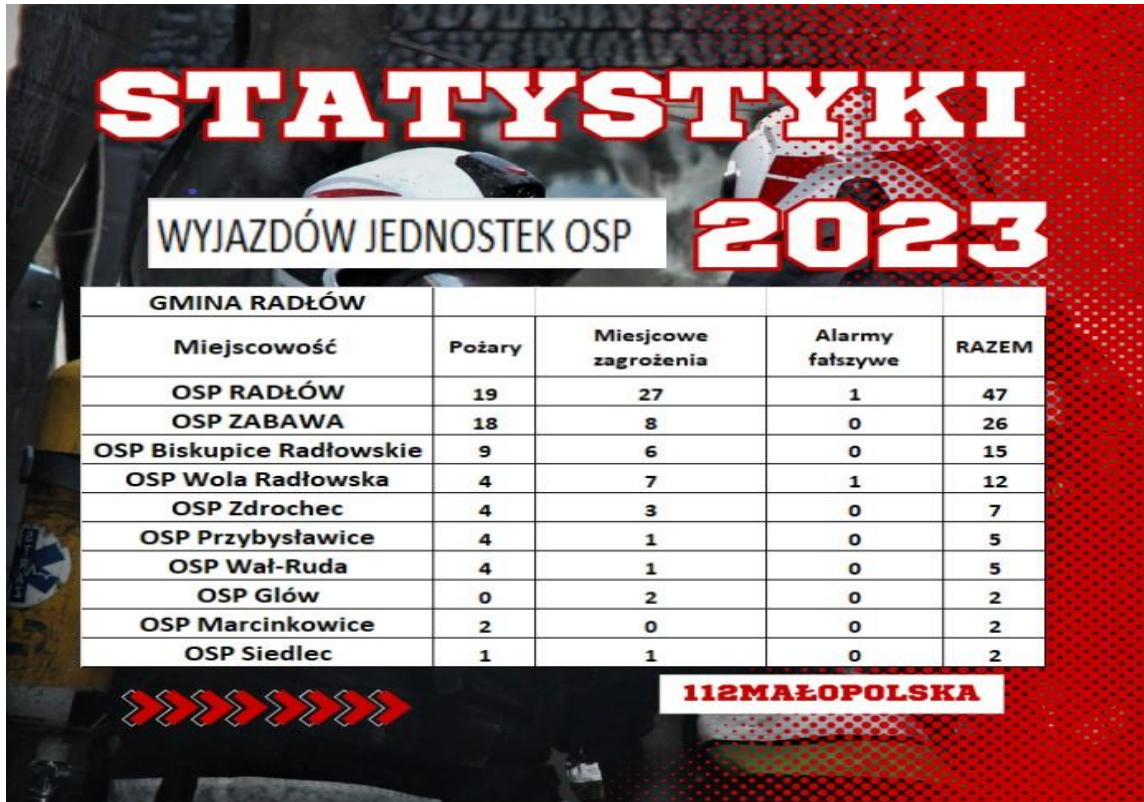 STATYSTYKI
WYJAZDÓW JEDNOSTEK OSP 2023
GMINA RADŁÓW
Miejscowość Pożary Miesjcowe zagrożenia Alarmy fałszywe RAZEM
OSP RADŁÓW 19 27 1 47
OSP ZABAWA 18 8 0 26
OSP Biskupice Radłowskie 9 6 0 15
OSP Wola Radłowska 4 7 1 12
OSP Zdrochec 4 3 0 7
OSP Przybysławice 4 1 0 5
OSP Wał-Ruda 4 1 0 5
OSP Glów 0 2 0 2
OSP Marcinkowice 2 0 0 2
OSP Siedlec 1 1 0 2
112MAŁOPOLSKA